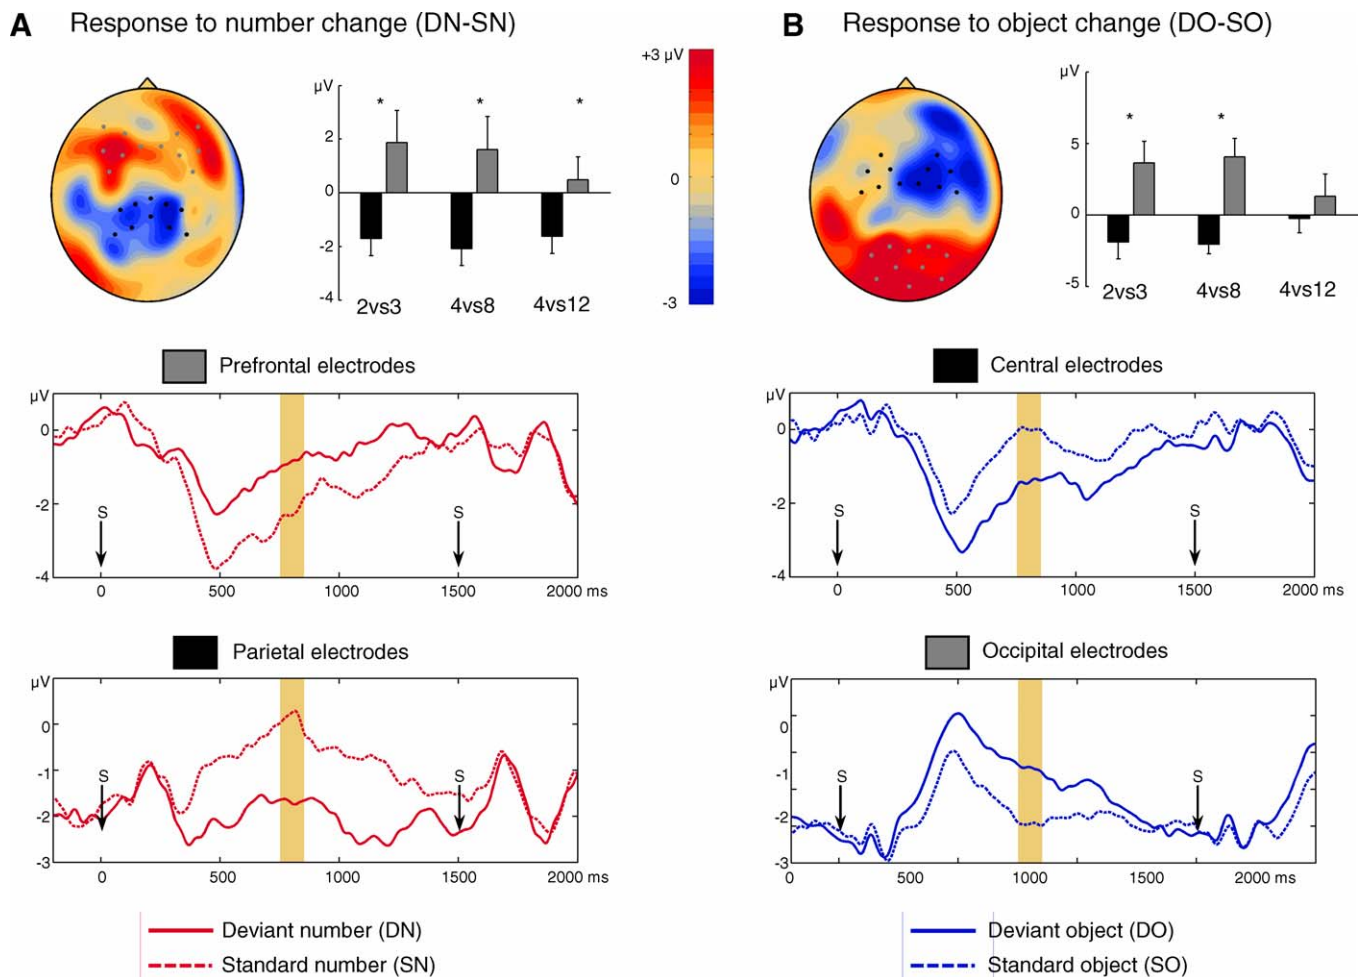 A Response to number change (DN-SN)
µV
2
0
-2
-4
* * *
2vs3 4vs8 4vs12
+3 µV
0
-3
B Response to object change (DO-SO)
µV
5
0
-5
* *
2vs3 4vs8 4vs12
Prefrontal electrodes
µV
0
-2
-4
S S
0 500 1000 1500 2000 ms
Central electrodes
µV
0
-2
-4
S S
0 500 1000 1500 2000 ms
Parietal electrodes
µV
0
-1
-2
-3
S S
0 500 1000 1500 2000 ms
Occipital electrodes
µV
0
-1
-2
-3
S S
0 500 1000 1500 2000 ms
Deviant number (DN)
Standard number (SN)
Deviant object (DO)
Standard object (SO)